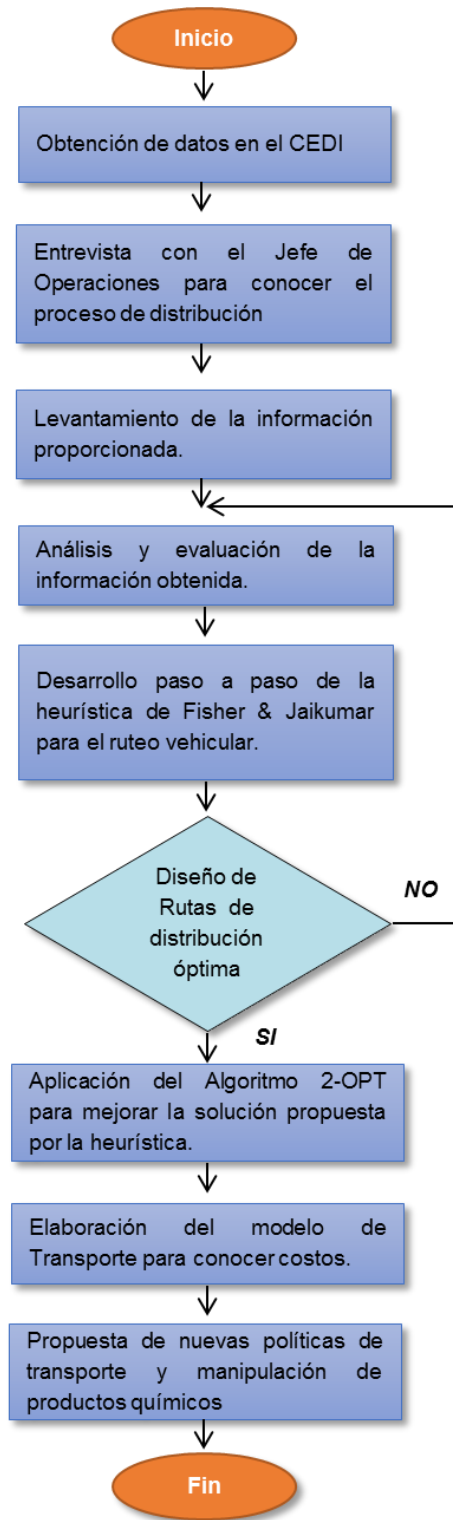 Inicio
Obtención de datos en el CEDI
Entrevista con el Jefe de
Operaciones para conocer el
proceso de distribución
Levantamiento de la información
proporcionada.
Análisis y evaluación de la
información obtenida.
Desarrollo paso a paso de la
heurística de Fisher & Jaikumar
para el ruteo vehicular.
Diseño de
Rutas de
distribución
óptima
NO
SI
Aplicación del Algoritmo 2-OPT
para mejorar la solución propuesta
por la heurística.
Elaboración del modelo de
Transporte para conocer costos.
Propuesta de nuevas políticas de
transporte y manipulación de
productos químicos
Fin